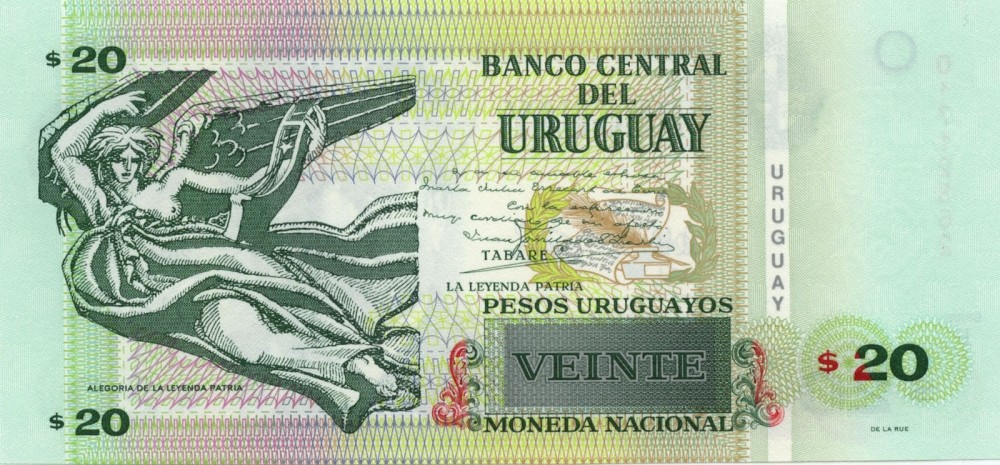 $ 20
BANCO CENTRAL
DEL
URUGUAY
TABARE
LA LEYENDA PATRIA
PESOS URUGUAYOS
VEINTE
MONEDA NACIONAL
ALEGORIA DE LA LEYENDA PATRIA
$ 20
URUGUAY
$ 20
DE LA RUE